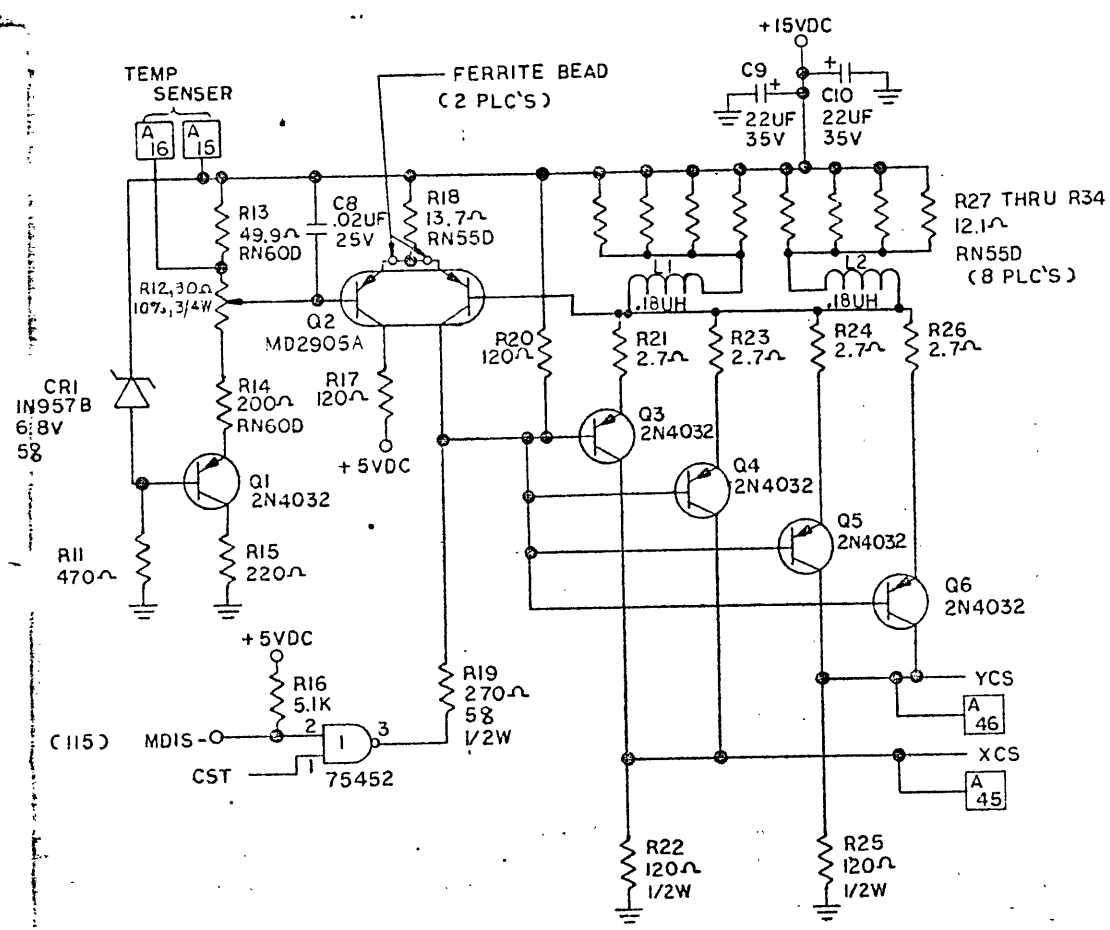 +15VDC
TEMP
SENSER
A
16
A
15
FERRITE BEAD
(2 PLC'S)
C9
+
22UF
35V
+
C10
22UF
35V
R13
49.9Ω
RN60D
C8
.02UF
25V
R18
13.7Ω
RN55D
R27 THRU R34
12.1Ω
RN55D
(8 PLC'S)
L1
.18UH
L2
.18UH
R12,30Ω
10%,3/4W
Q2
MD2905A
R20
120Ω
R21
2.7Ω
R23
2.7Ω
R24
2.7Ω
R26
2.7Ω
CR1
1N957B
6.8V
5%
R14
200Ω
RN60D
R17
120Ω
+5VDC
Q3
2N4032
Q4
2N4032
Q1
2N4032
Q5
2N4032
R11
470Ω
R15
220Ω
Q6
2N4032
+5VDC
R16
5.1K
R19
270Ω
5%
1/2W
YCS
A
46
(115)
MDIS-
2
1
3
CST
1
75452
XCS
A
45
R22
120Ω
1/2W
R25
120Ω
1/2W